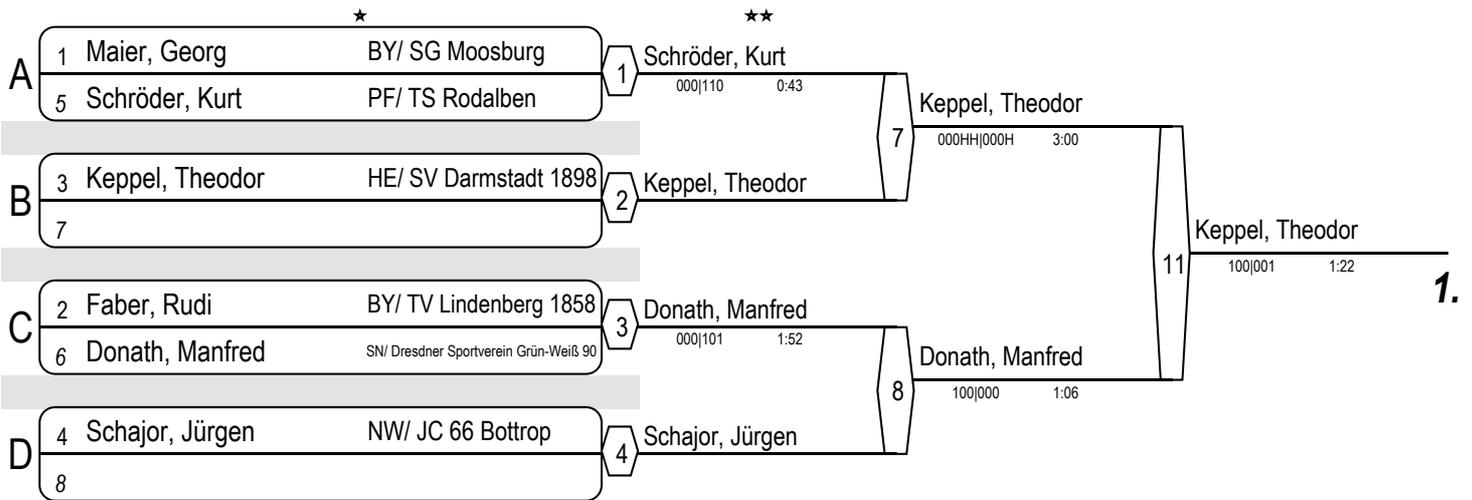 ★ ★★
A
1 Maier, Georg BY/ SG Moosburg
5 Schröder, Kurt PF/ TS Rodalben
1
Schröder, Kurt
000|110 0:43
B
3 Keppel, Theodor HE/ SV Darmstadt 1898
7
2
Keppel, Theodor
7
Keppel, Theodor
000HH|000H 3:00
C
2 Faber, Rudi BY/ TV Lindenberg 1858
6 Donath, Manfred SN/ Dresdner Sportverein Grün-Weiß 90
3
Donath, Manfred
000|101 1:52
D
4 Schajor, Jürgen NW/ JC 66 Bottrop
8
4
Schajor, Jürgen
8
Donath, Manfred
100|000 1:06
11
Keppel, Theodor
100|001 1:22
1.